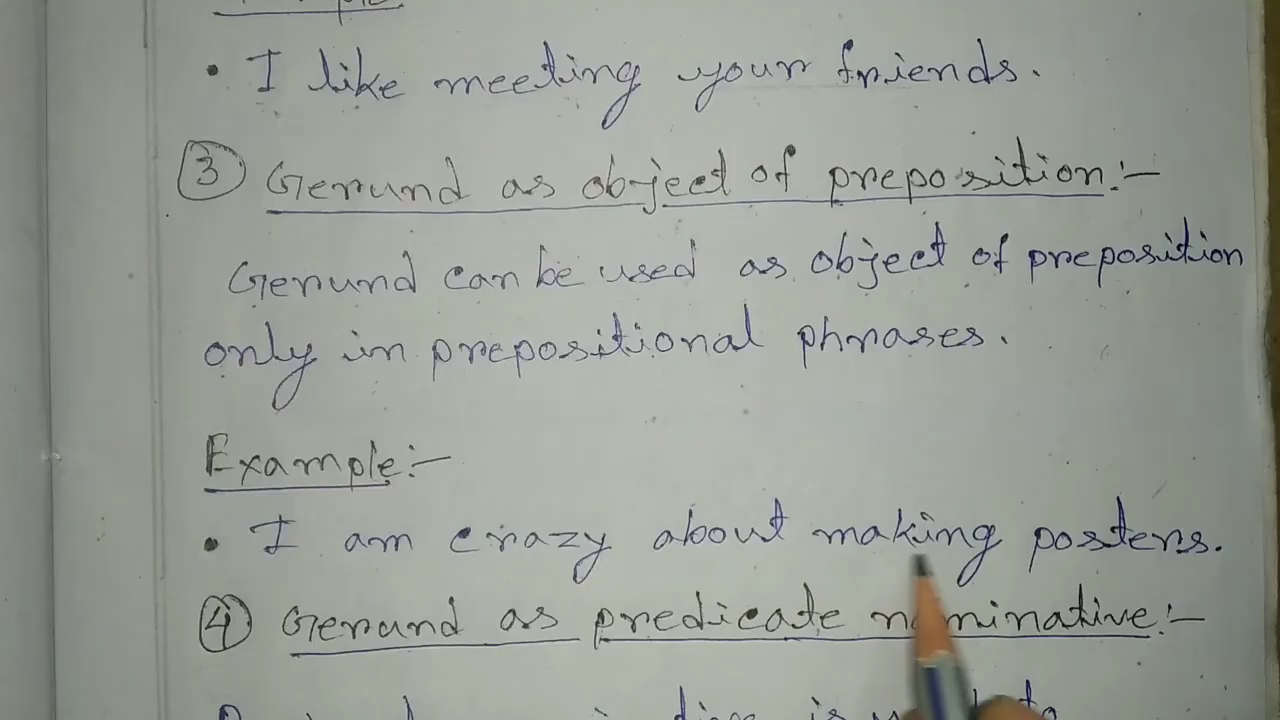 • I like meeting your friends.
③ Gerund as object of preposition:-
Gerund can be used as object of preposition
only in prepositional phrases.
Example:-
• I am crazy about making posters.
④ Gerund as predicate nominative:-